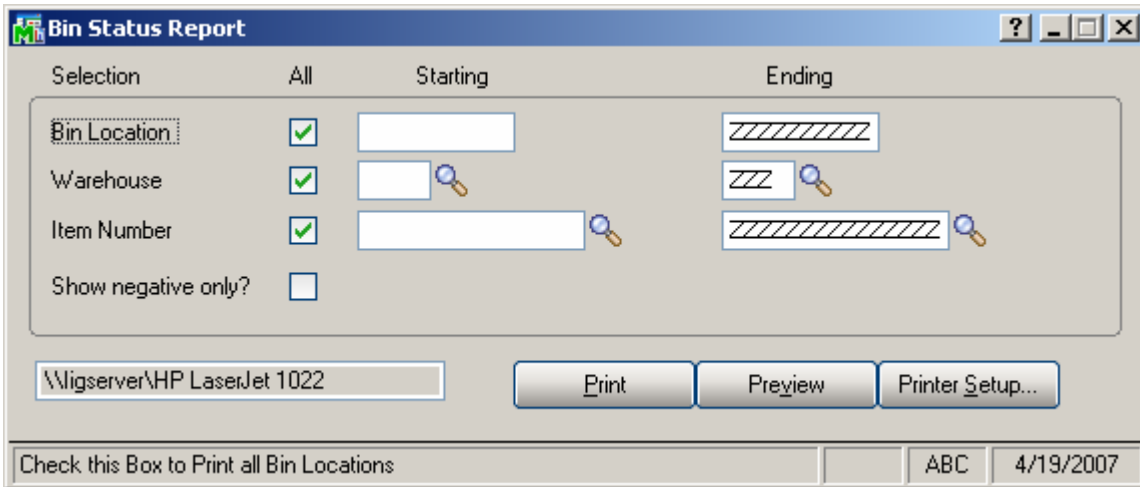 Bin Status Report
Selection All Starting Ending
Bin Location ZZZZZZZZZZ
Warehouse ZZZ
Item Number ZZZZZZZZZZZZZZZ
Show negative only?
\\ligserver\HP LaserJet 1022
Print Preview Printer Setup...
Check this Box to Print all Bin Locations ABC 4/19/2007